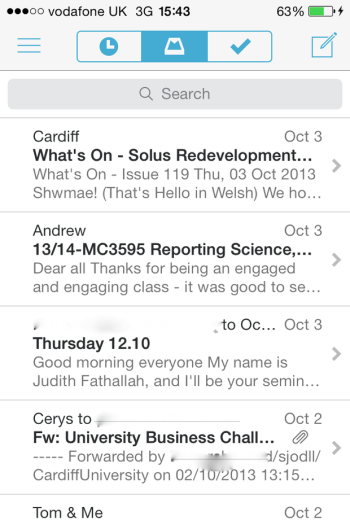 vodafone UK 3G 15:43 63%
Search
Cardiff Oct 3
What's On - Solus Redevelopment...
What's On - Issue 119 Thu, 03 Oct 2013
Shwmae! (That's Hello in Welsh) We ho...
Andrew Oct 3
13/14-MC3595 Reporting Science,...
Dear all Thanks for being an engaged
and engaging class - it was good to se...
to Oc... Oct 3
Thursday 12.10
Good morning everyone My name is
Judith Fathallah, and I'll be your semin...
Cerys to Oct 2
Fw: University Business Chall...
----- Forwarded by d/sjodll/
CardiffUniversity on 02/10/2013 13:15...
Tom & Me Oct 2